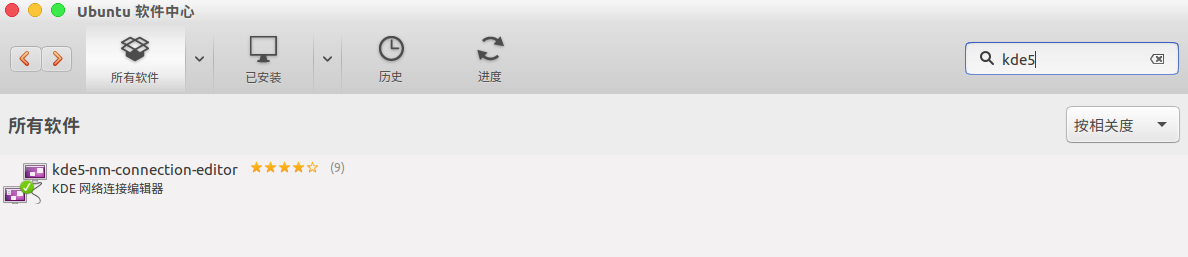 Ubuntu 软件中心
所有软件
已安装
历史
进度
kde5
所有软件
按相关度
kde5-nm-connection-editor (9)
KDE 网络连接编辑器